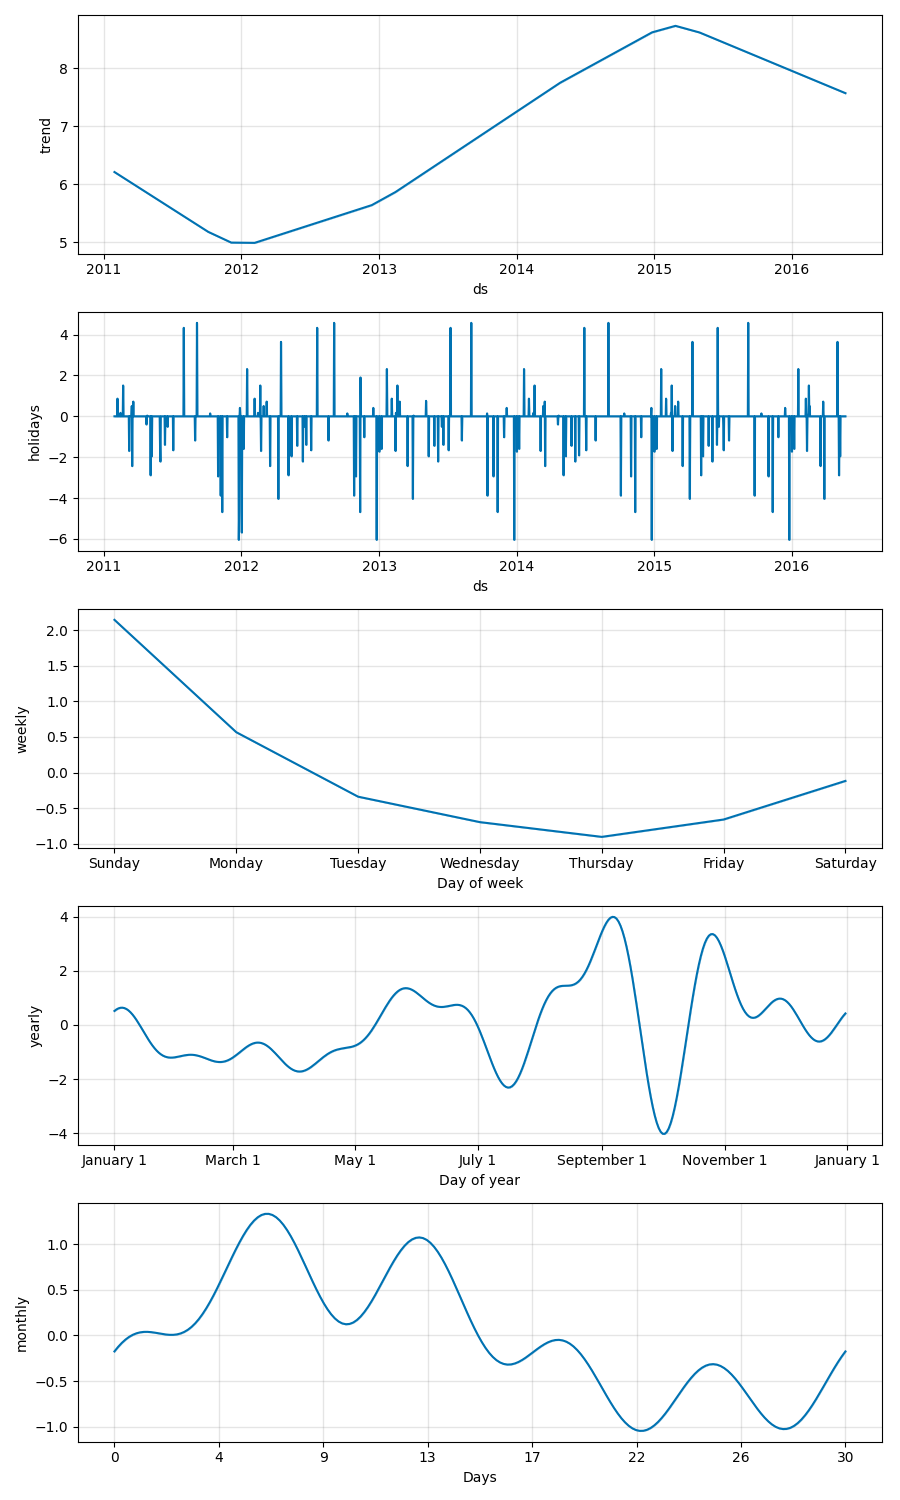 8
7
6
5
trend
2011 2012 2013 2014 2015 2016
ds
4
2
0
−2
−4
−6
holidays
2011 2012 2013 2014 2015 2016
ds
2.0
1.5
1.0
0.5
0.0
−0.5
−1.0
weekly
Sunday Monday Tuesday Wednesday Thursday Friday Saturday
Day of week
4
2
0
−2
−4
yearly
January 1 March 1 May 1 July 1 September 1 November 1 January 1
Day of year
1.0
0.5
0.0
−0.5
−1.0
monthly
0 4 9 13 17 22 26 30
Days